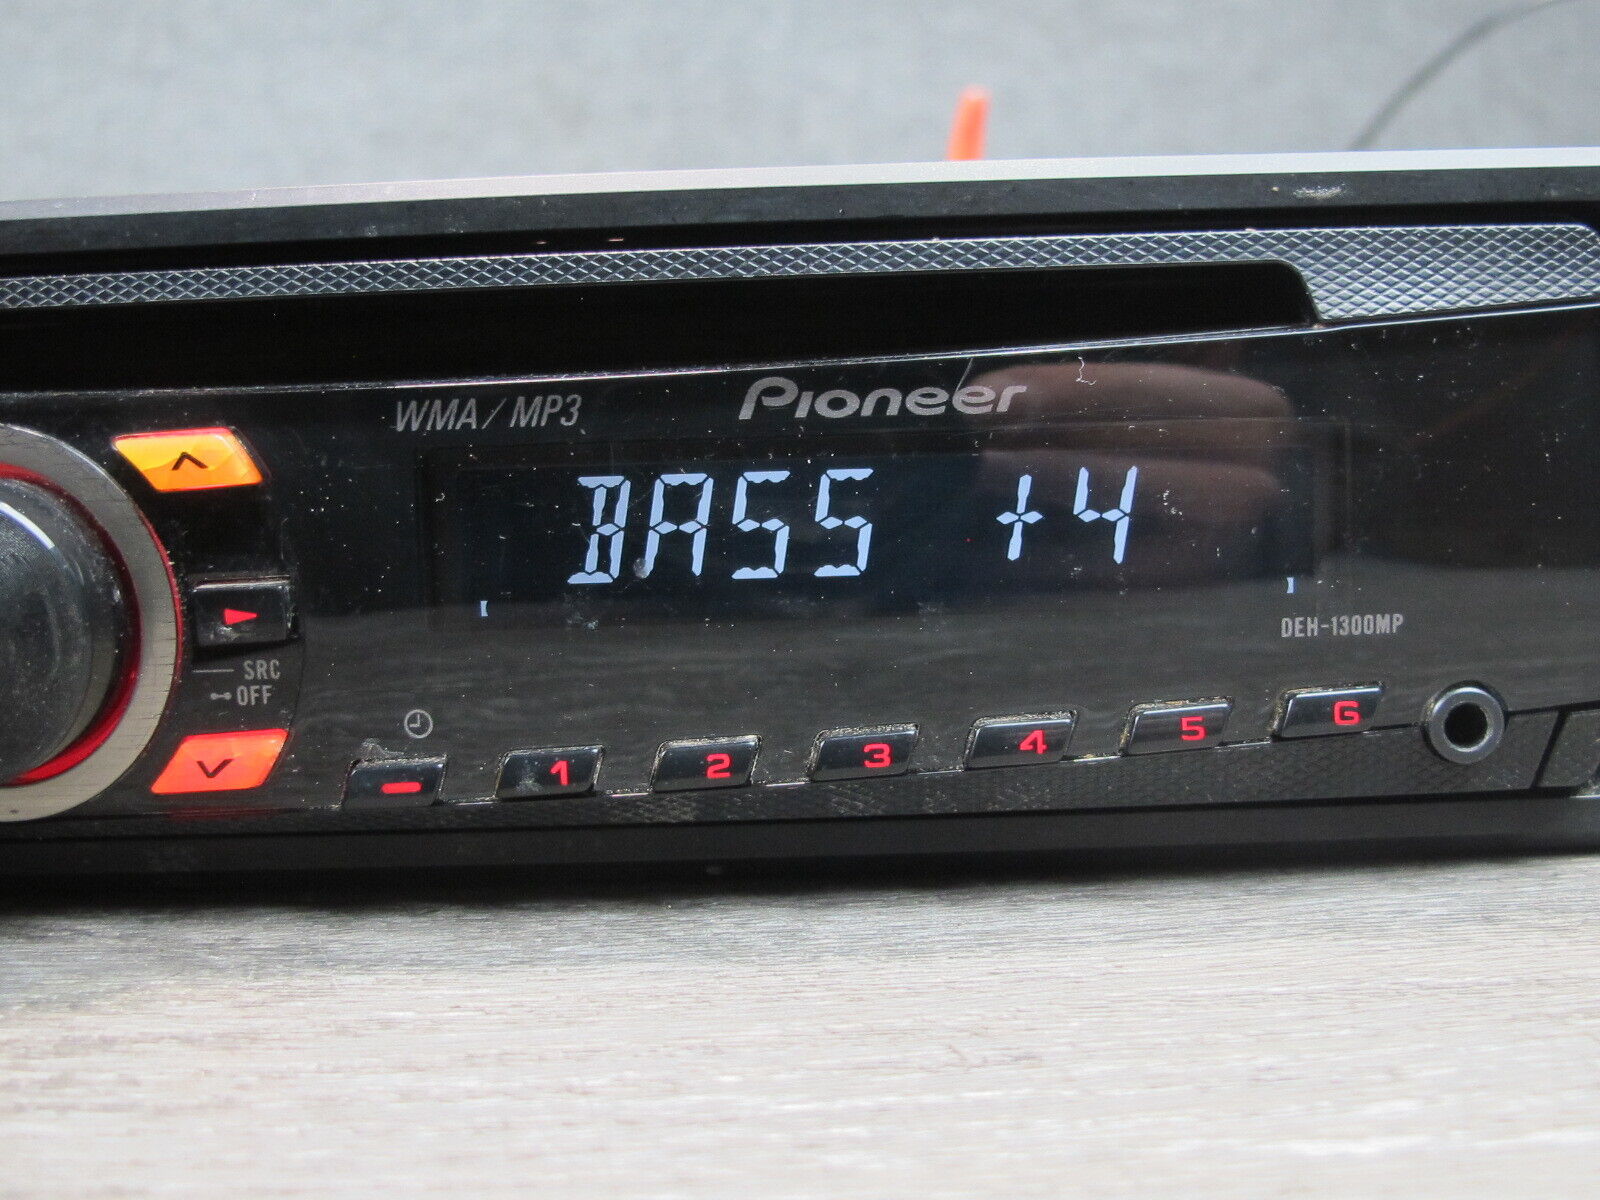 WMA/MP3
Pioneer
BASS +4
DEH-1300MP
SRC
OFF
1 2 3 4 5 6